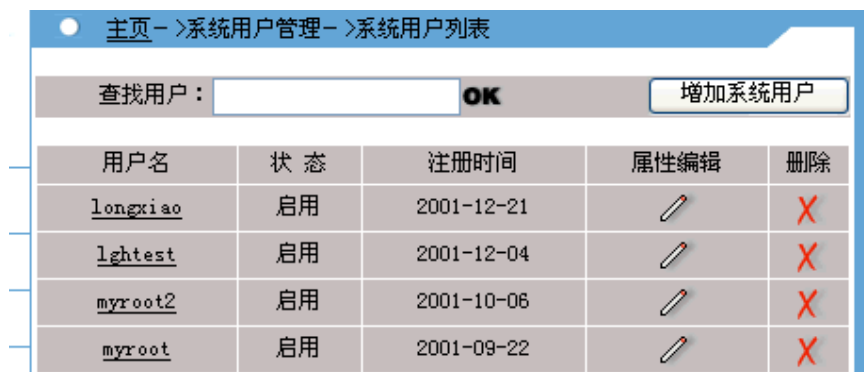 主页- >系统用户管理- >系统用户列表
查找用户： OK 增加系统用户
用户名 状 态 注册时间 属性编辑 删除
longxiao 启用 2001-12-21
lghtest 启用 2001-12-04
myroot2 启用 2001-10-06
myroot 启用 2001-09-22